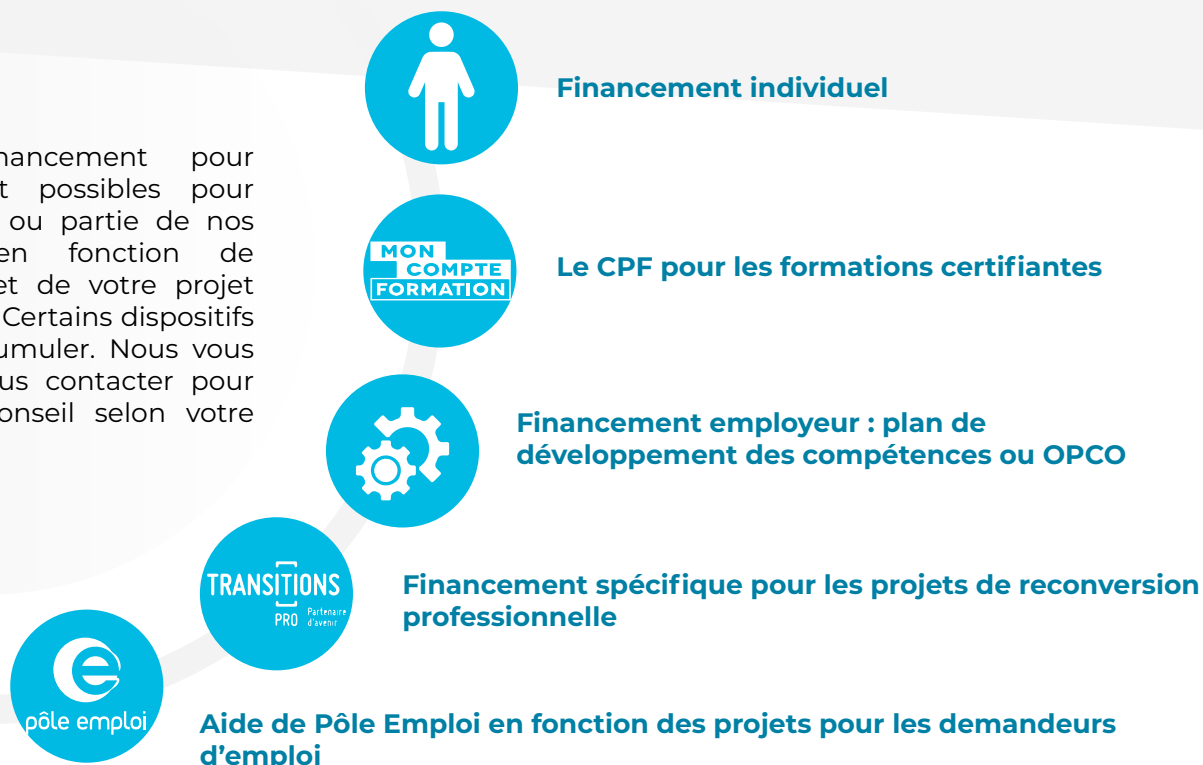 Financement individuel
nancement pour
t possibles pour
ou partie de nos
en fonction de
et de votre projet
Certains dispositifs
umuler. Nous vous
us contacter pour
onseil selon votre
MON
COMPTE
FORMATION
Le CPF pour les formations certifiantes
Financement employeur : plan de
développement des compétences ou OPCO
TRANSITIONS
PRO Partenaire
d'avenir
Financement spécifique pour les projets de reconversion
professionnelle
pôle emploi
Aide de Pôle Emploi en fonction des projets pour les demandeurs
d’emploi